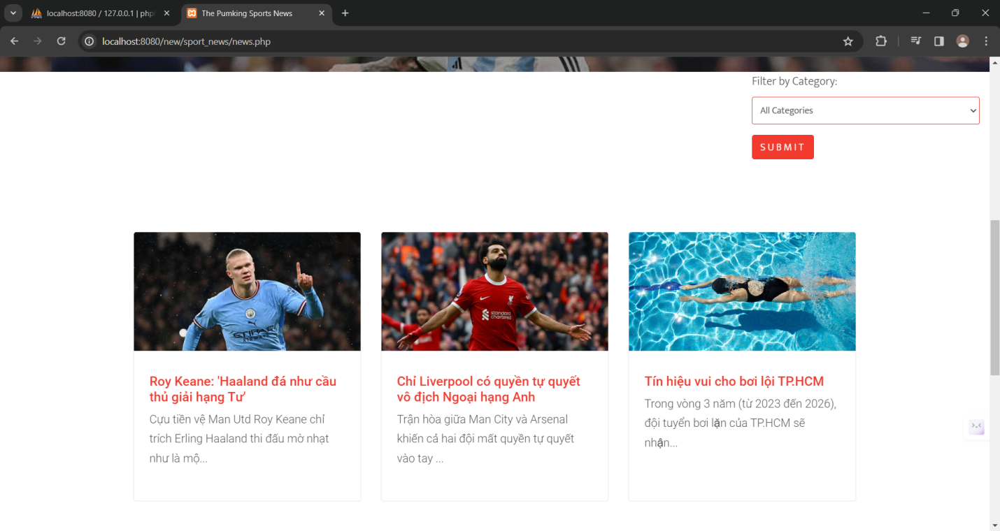 localhost:8080 / 127.0.0.1 | php
The Pumking Sports News
localhost:8080/new/sport_news/news.php
Filter by Category:
All Categories
SUBMIT
standard
chartered
Roy Keane: 'Haaland đá như cầu
thủ giải hạng Tư'
Cựu tiền vệ Man Utd Roy Keane chỉ
trích Erling Haaland thi đấu mờ nhạt
như là mộ...
Chỉ Liverpool có quyền tự quyết
vô địch Ngoại hạng Anh
Trận hòa giữa Man City và Arsenal
khiến cả hai đội mất quyền tự quyết
vào tay ...
Tín hiệu vui cho bơi lội TP.HCM
Trong vòng 3 năm (từ 2023 đến 2026),
đội tuyển bơi lặn của TP.HCM sẽ
nhận...